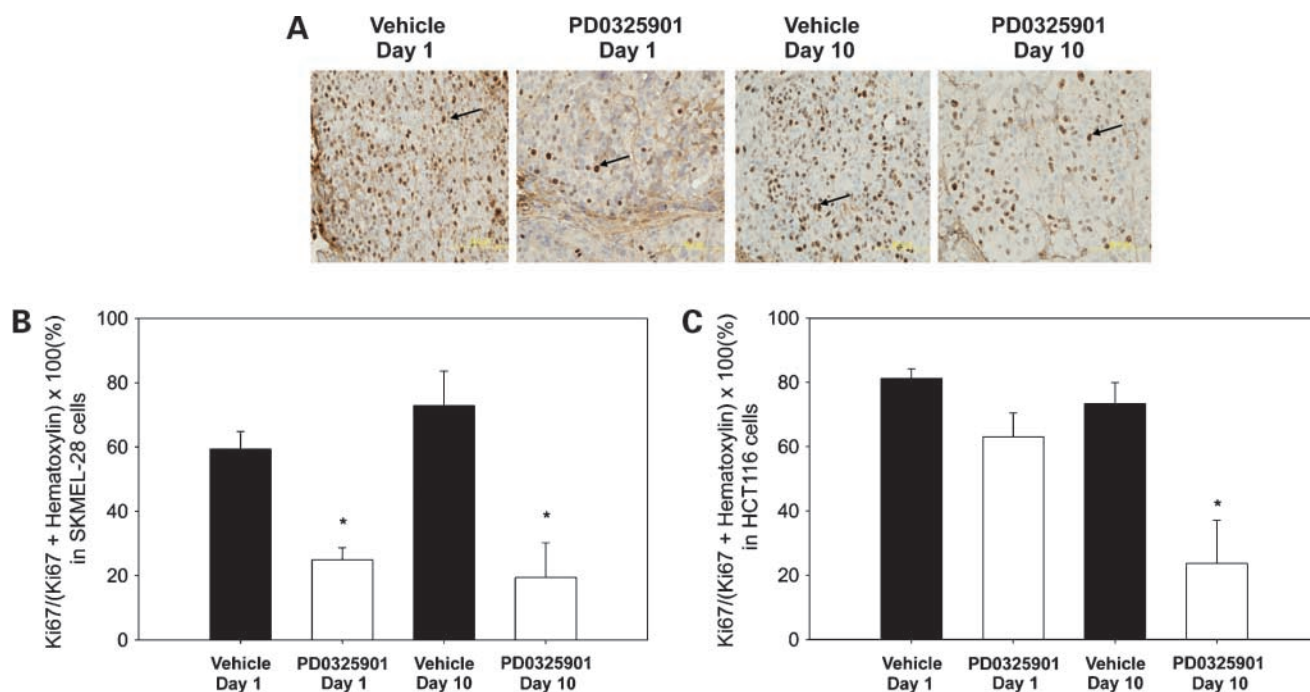 A
Vehicle
Day 1
PD0325901
Day 1
Vehicle
Day 10
PD0325901
Day 10
B
Ki67/(Ki67 + Hematoxylin) x 100(%)
in SKMEL-28 cells
100
80
60
40
20
0
*
*
Vehicle
Day 1
PD0325901
Day 1
Vehicle
Day 10
PD0325901
Day 10
C
Ki67/(Ki67 + Hematoxylin) x 100(%)
in HCT116 cells
100
80
60
40
20
0
*
Vehicle
Day 1
PD0325901
Day 1
Vehicle
Day 10
PD0325901
Day 10